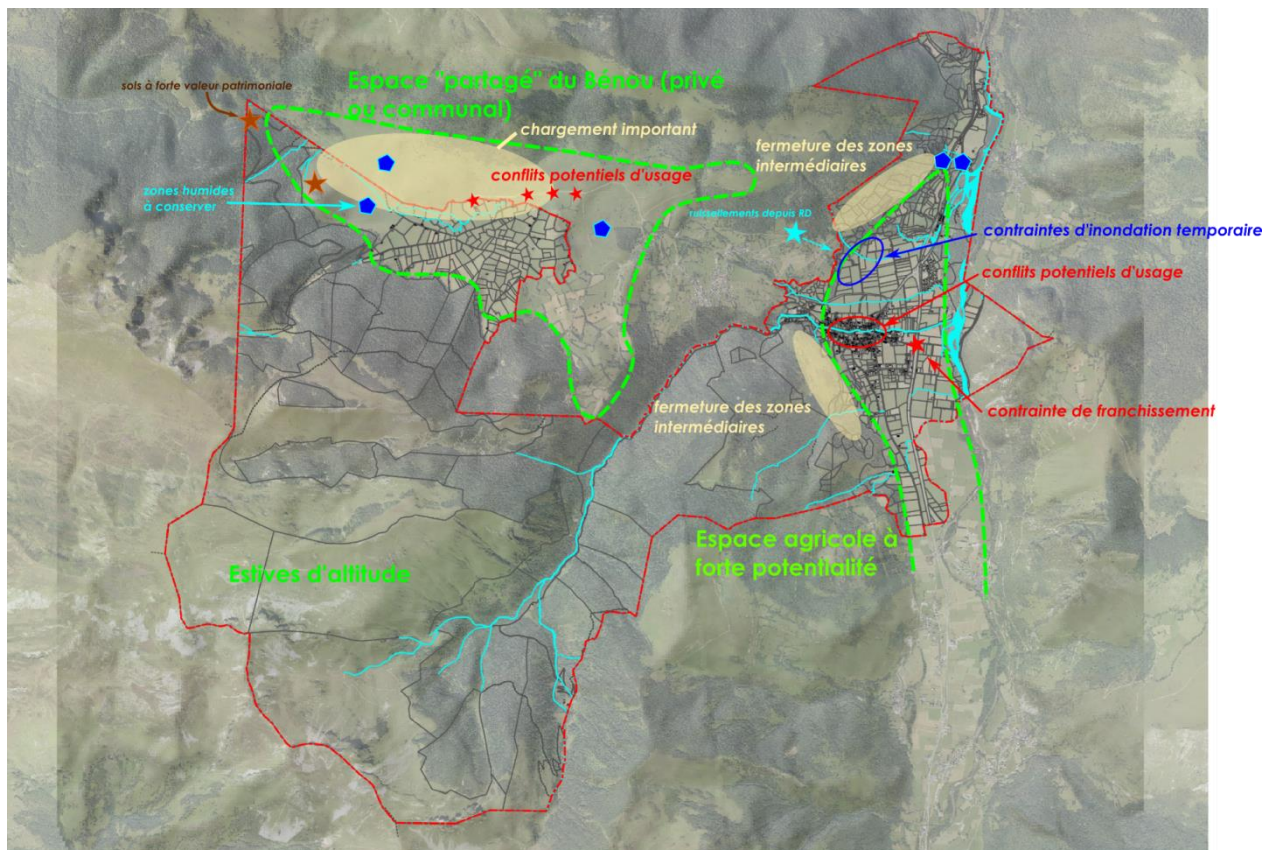 Espace "partagé" du Bénou (privé
ou communal)
sols à forte valeur patrimoniale
chargement important
fermeture des zones
intermédiaires
conflits potentiels d'usage
zones humides
à conserver
ruissellements depuis RD
contraintes d'inondation temporaire
conflits potentiels d'usage
fermeture des zones
intermédiaires
contrainte de franchissement
Espace agricole à
forte potentialité
Estives d'altitude